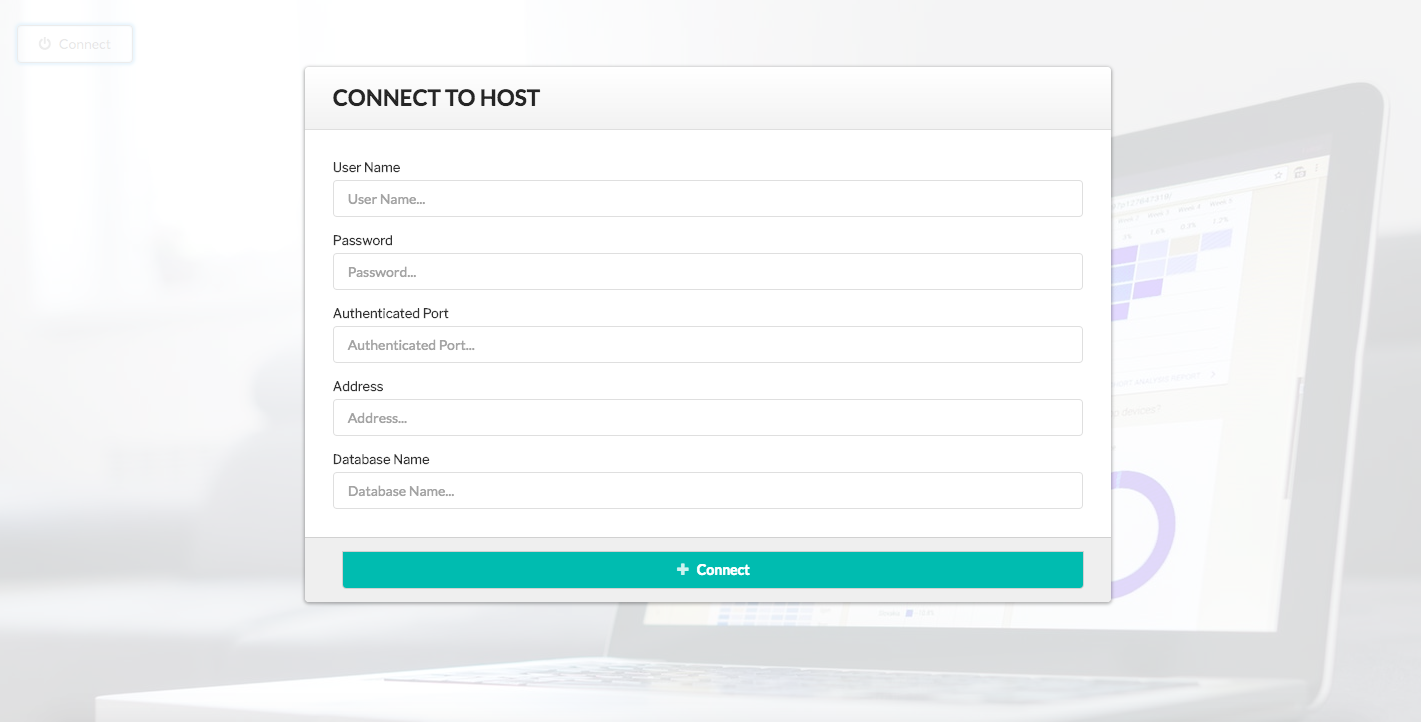 Connect
CONNECT TO HOST
User Name
User Name...
Password
Password...
Authenticated Port
Authenticated Port...
Address
Address...
Database Name
Database Name...
Connect